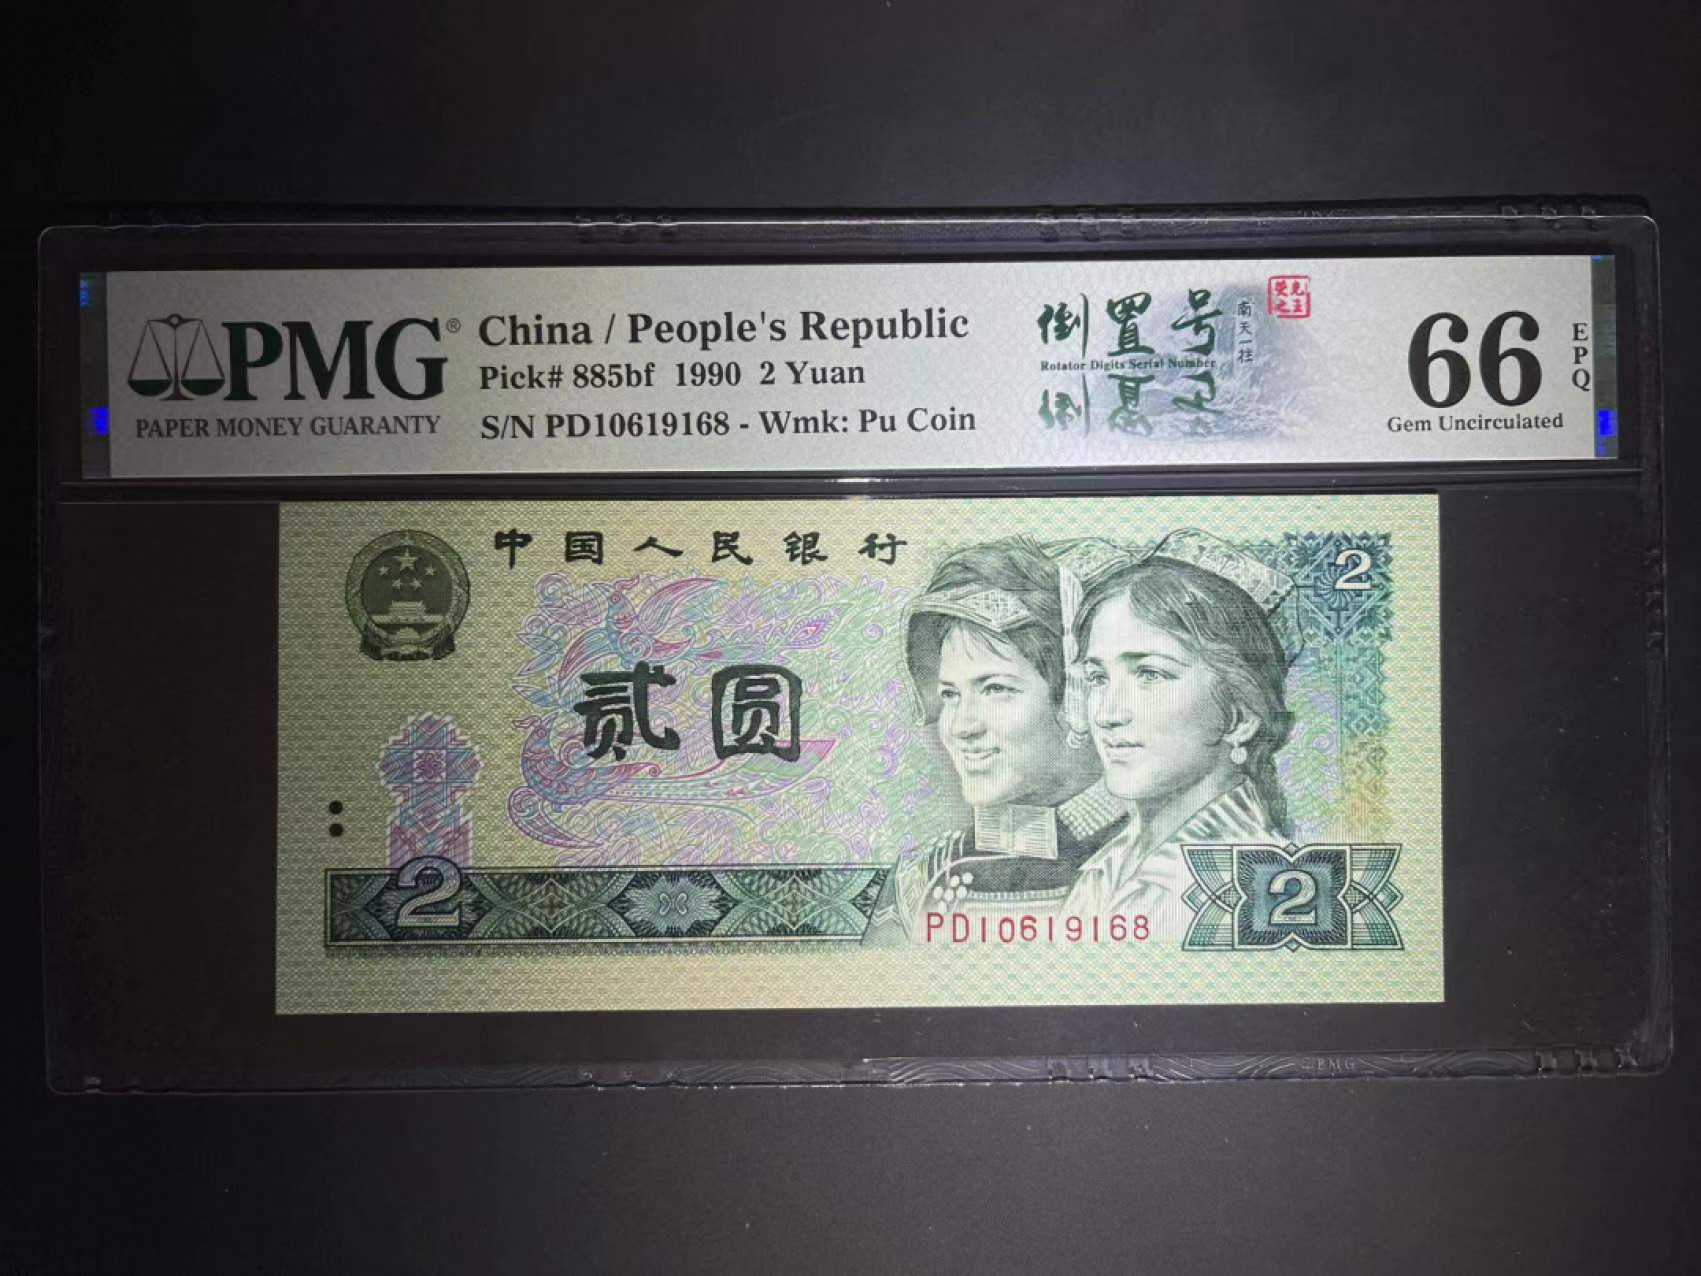 PMG®
PAPER MONEY GUARANTY
China / People's Republic
Pick# 885bf 1990 2 Yuan
S/N PD10619168 - Wmk: Pu Coin
倒置号
Rotator Digits Serial Number
南天一柱
66
EPQ
Gem Uncirculated
中国人民银行
2
贰圆
2
PD10619168
2
PMG